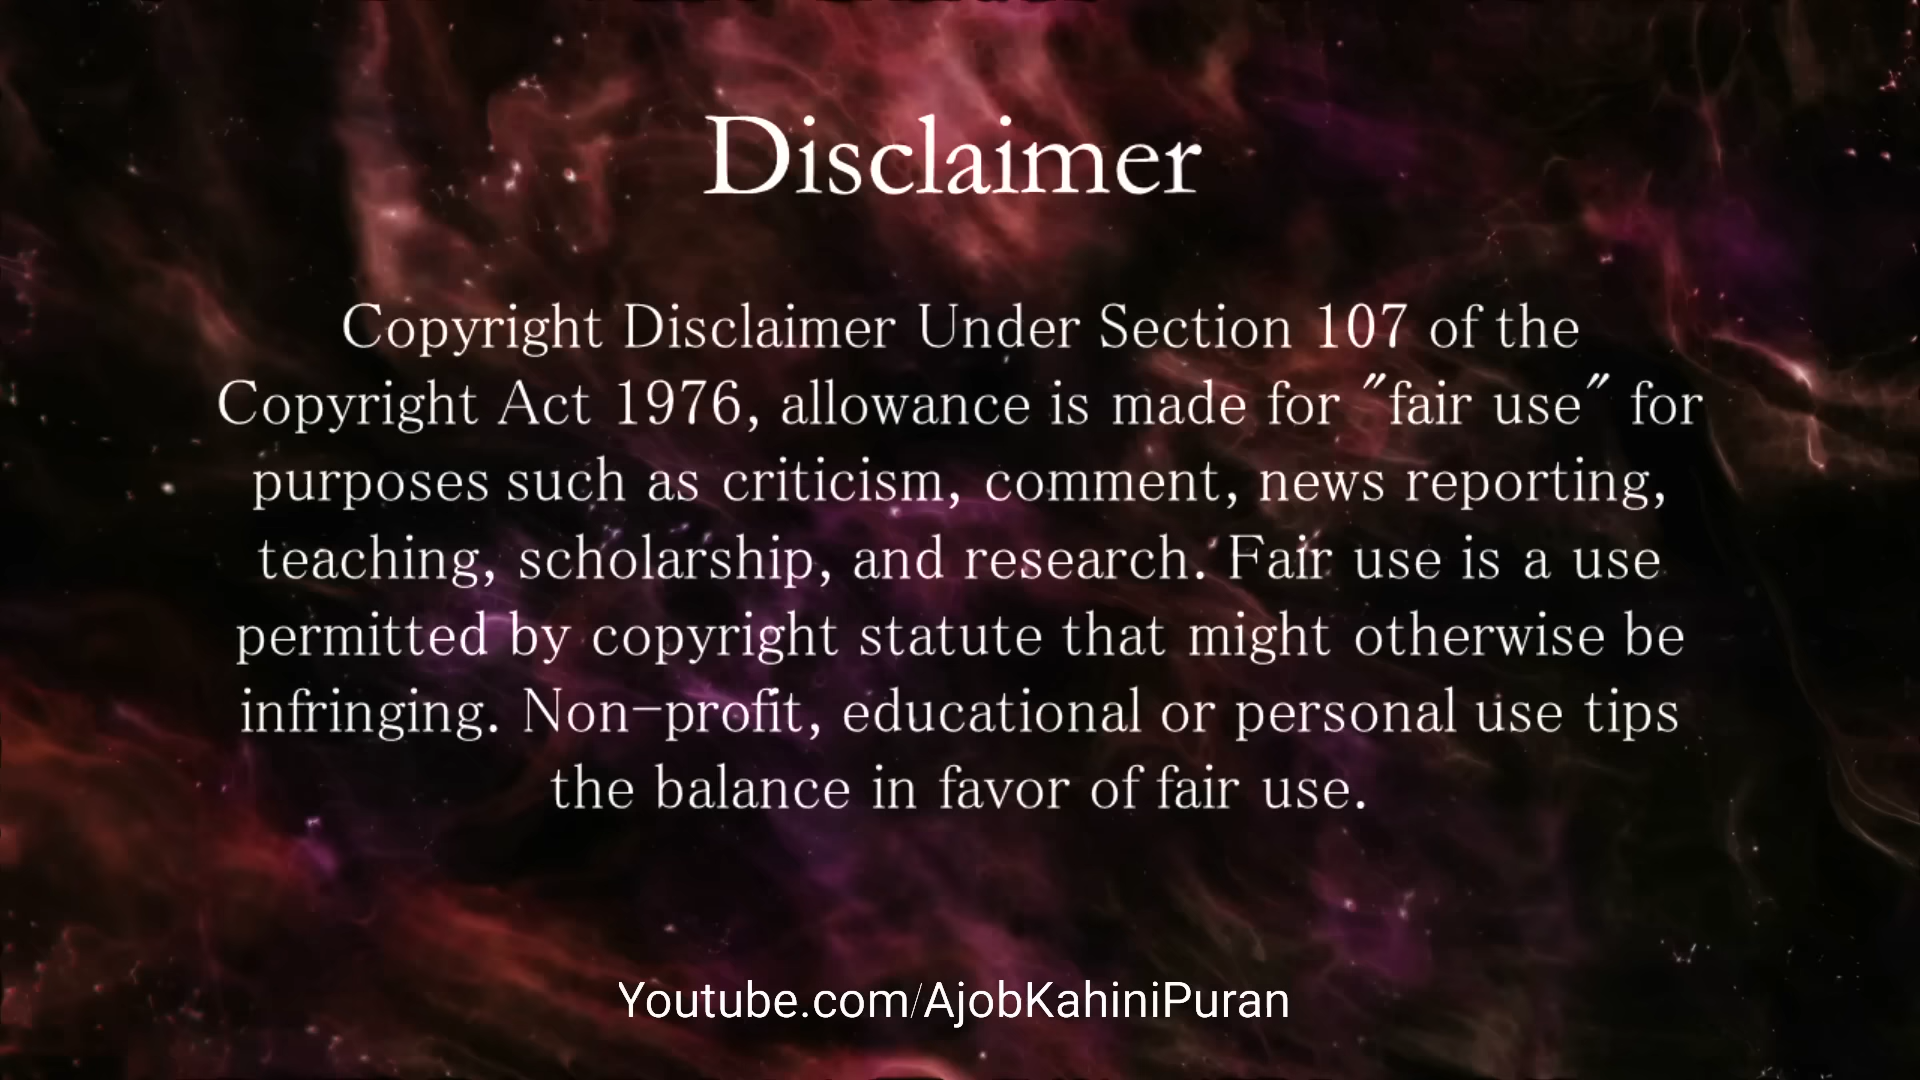 Disclaimer
Copyright Disclaimer Under Section 107 of the
Copyright Act 1976, allowance is made for "fair use" for
purposes such as criticism, comment, news reporting,
teaching, scholarship, and research. Fair use is a use
permitted by copyright statute that might otherwise be
infringing. Non-profit, educational or personal use tips
the balance in favor of fair use.
Youtube.com/AjobKahiniPuran